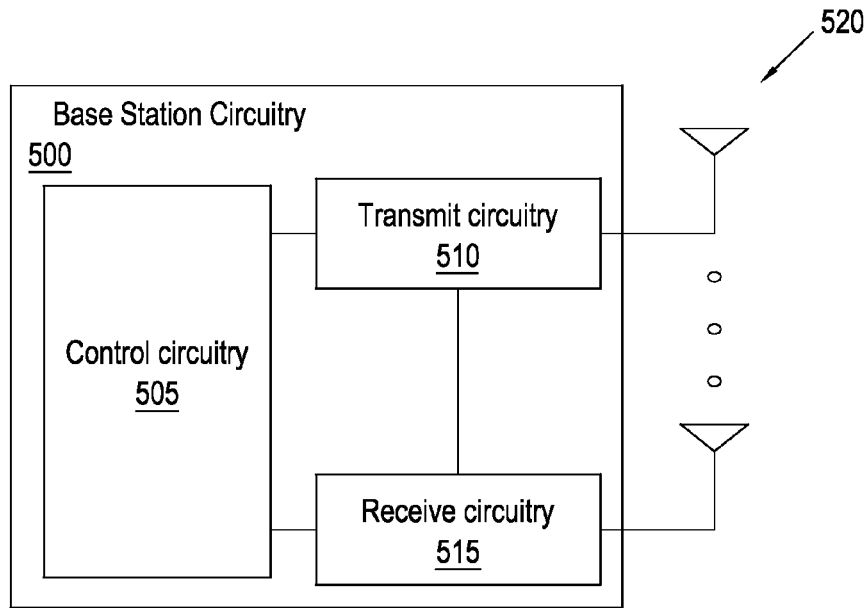 520
Base Station Circuitry
500
Transmit circuitry
510
Control circuitry
505
Receive circuitry
515